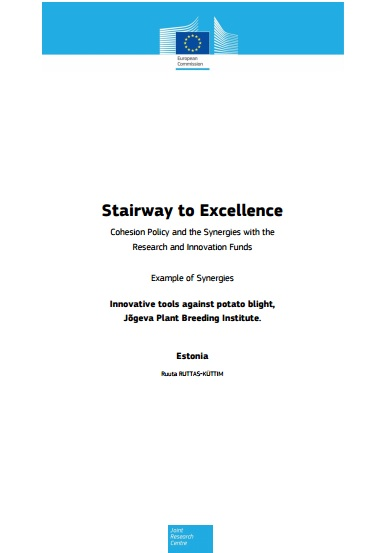 European
Commission
Stairway to Excellence
Cohesion Policy and the Synergies with the
Research and Innovation Funds
Example of Synergies
Innovative tools against potato blight,
Jõgeva Plant Breeding Institute.
Estonia
Ruuta RUTTAS-KÜTTIM
Joint
Research
Centre